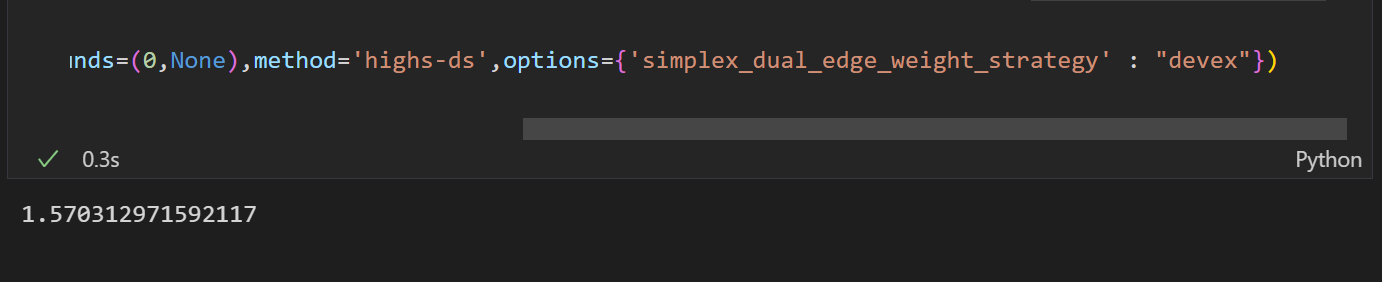 nds=(0,None),method='highs-ds',options={'simplex_dual_edge_weight_strategy' : "devex"})
0.3s
Python
1.570312971592117